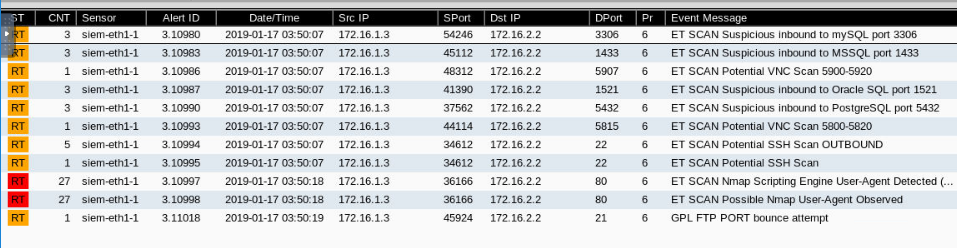 ST CNT Sensor Alert ID Date/Time Src IP SPort Dst IP DPort Pr Event Message
RT 3 siem-eth1-1 3.10980 2019-01-17 03:50:07 172.16.1.3 54246 172.16.2.2 3306 6 ET SCAN Suspicious inbound to mySQL port 3306
RT 3 siem-eth1-1 3.10983 2019-01-17 03:50:07 172.16.1.3 45112 172.16.2.2 1433 6 ET SCAN Suspicious inbound to MSSQL port 1433
RT 1 siem-eth1-1 3.10986 2019-01-17 03:50:07 172.16.1.3 48312 172.16.2.2 5907 6 ET SCAN Potential VNC Scan 5900-5920
RT 3 siem-eth1-1 3.10987 2019-01-17 03:50:07 172.16.1.3 41390 172.16.2.2 1521 6 ET SCAN Suspicious inbound to Oracle SQL port 1521
RT 3 siem-eth1-1 3.10990 2019-01-17 03:50:07 172.16.1.3 37562 172.16.2.2 5432 6 ET SCAN Suspicious inbound to PostgreSQL port 5432
RT 1 siem-eth1-1 3.10993 2019-01-17 03:50:07 172.16.1.3 44114 172.16.2.2 5815 6 ET SCAN Potential VNC Scan 5800-5820
RT 5 siem-eth1-1 3.10994 2019-01-17 03:50:07 172.16.1.3 34612 172.16.2.2 22 6 ET SCAN Potential SSH Scan OUTBOUND
RT 1 siem-eth1-1 3.10995 2019-01-17 03:50:07 172.16.1.3 34612 172.16.2.2 22 6 ET SCAN Potential SSH Scan
RT 27 siem-eth1-1 3.10997 2019-01-17 03:50:18 172.16.1.3 36166 172.16.2.2 80 6 ET SCAN Nmap Scripting Engine User-Agent Detected (...
RT 27 siem-eth1-1 3.10998 2019-01-17 03:50:18 172.16.1.3 36166 172.16.2.2 80 6 ET SCAN Possible Nmap User-Agent Observed
RT 1 siem-eth1-1 3.11018 2019-01-17 03:50:19 172.16.1.3 45924 172.16.2.2 21 6 GPL FTP PORT bounce attempt